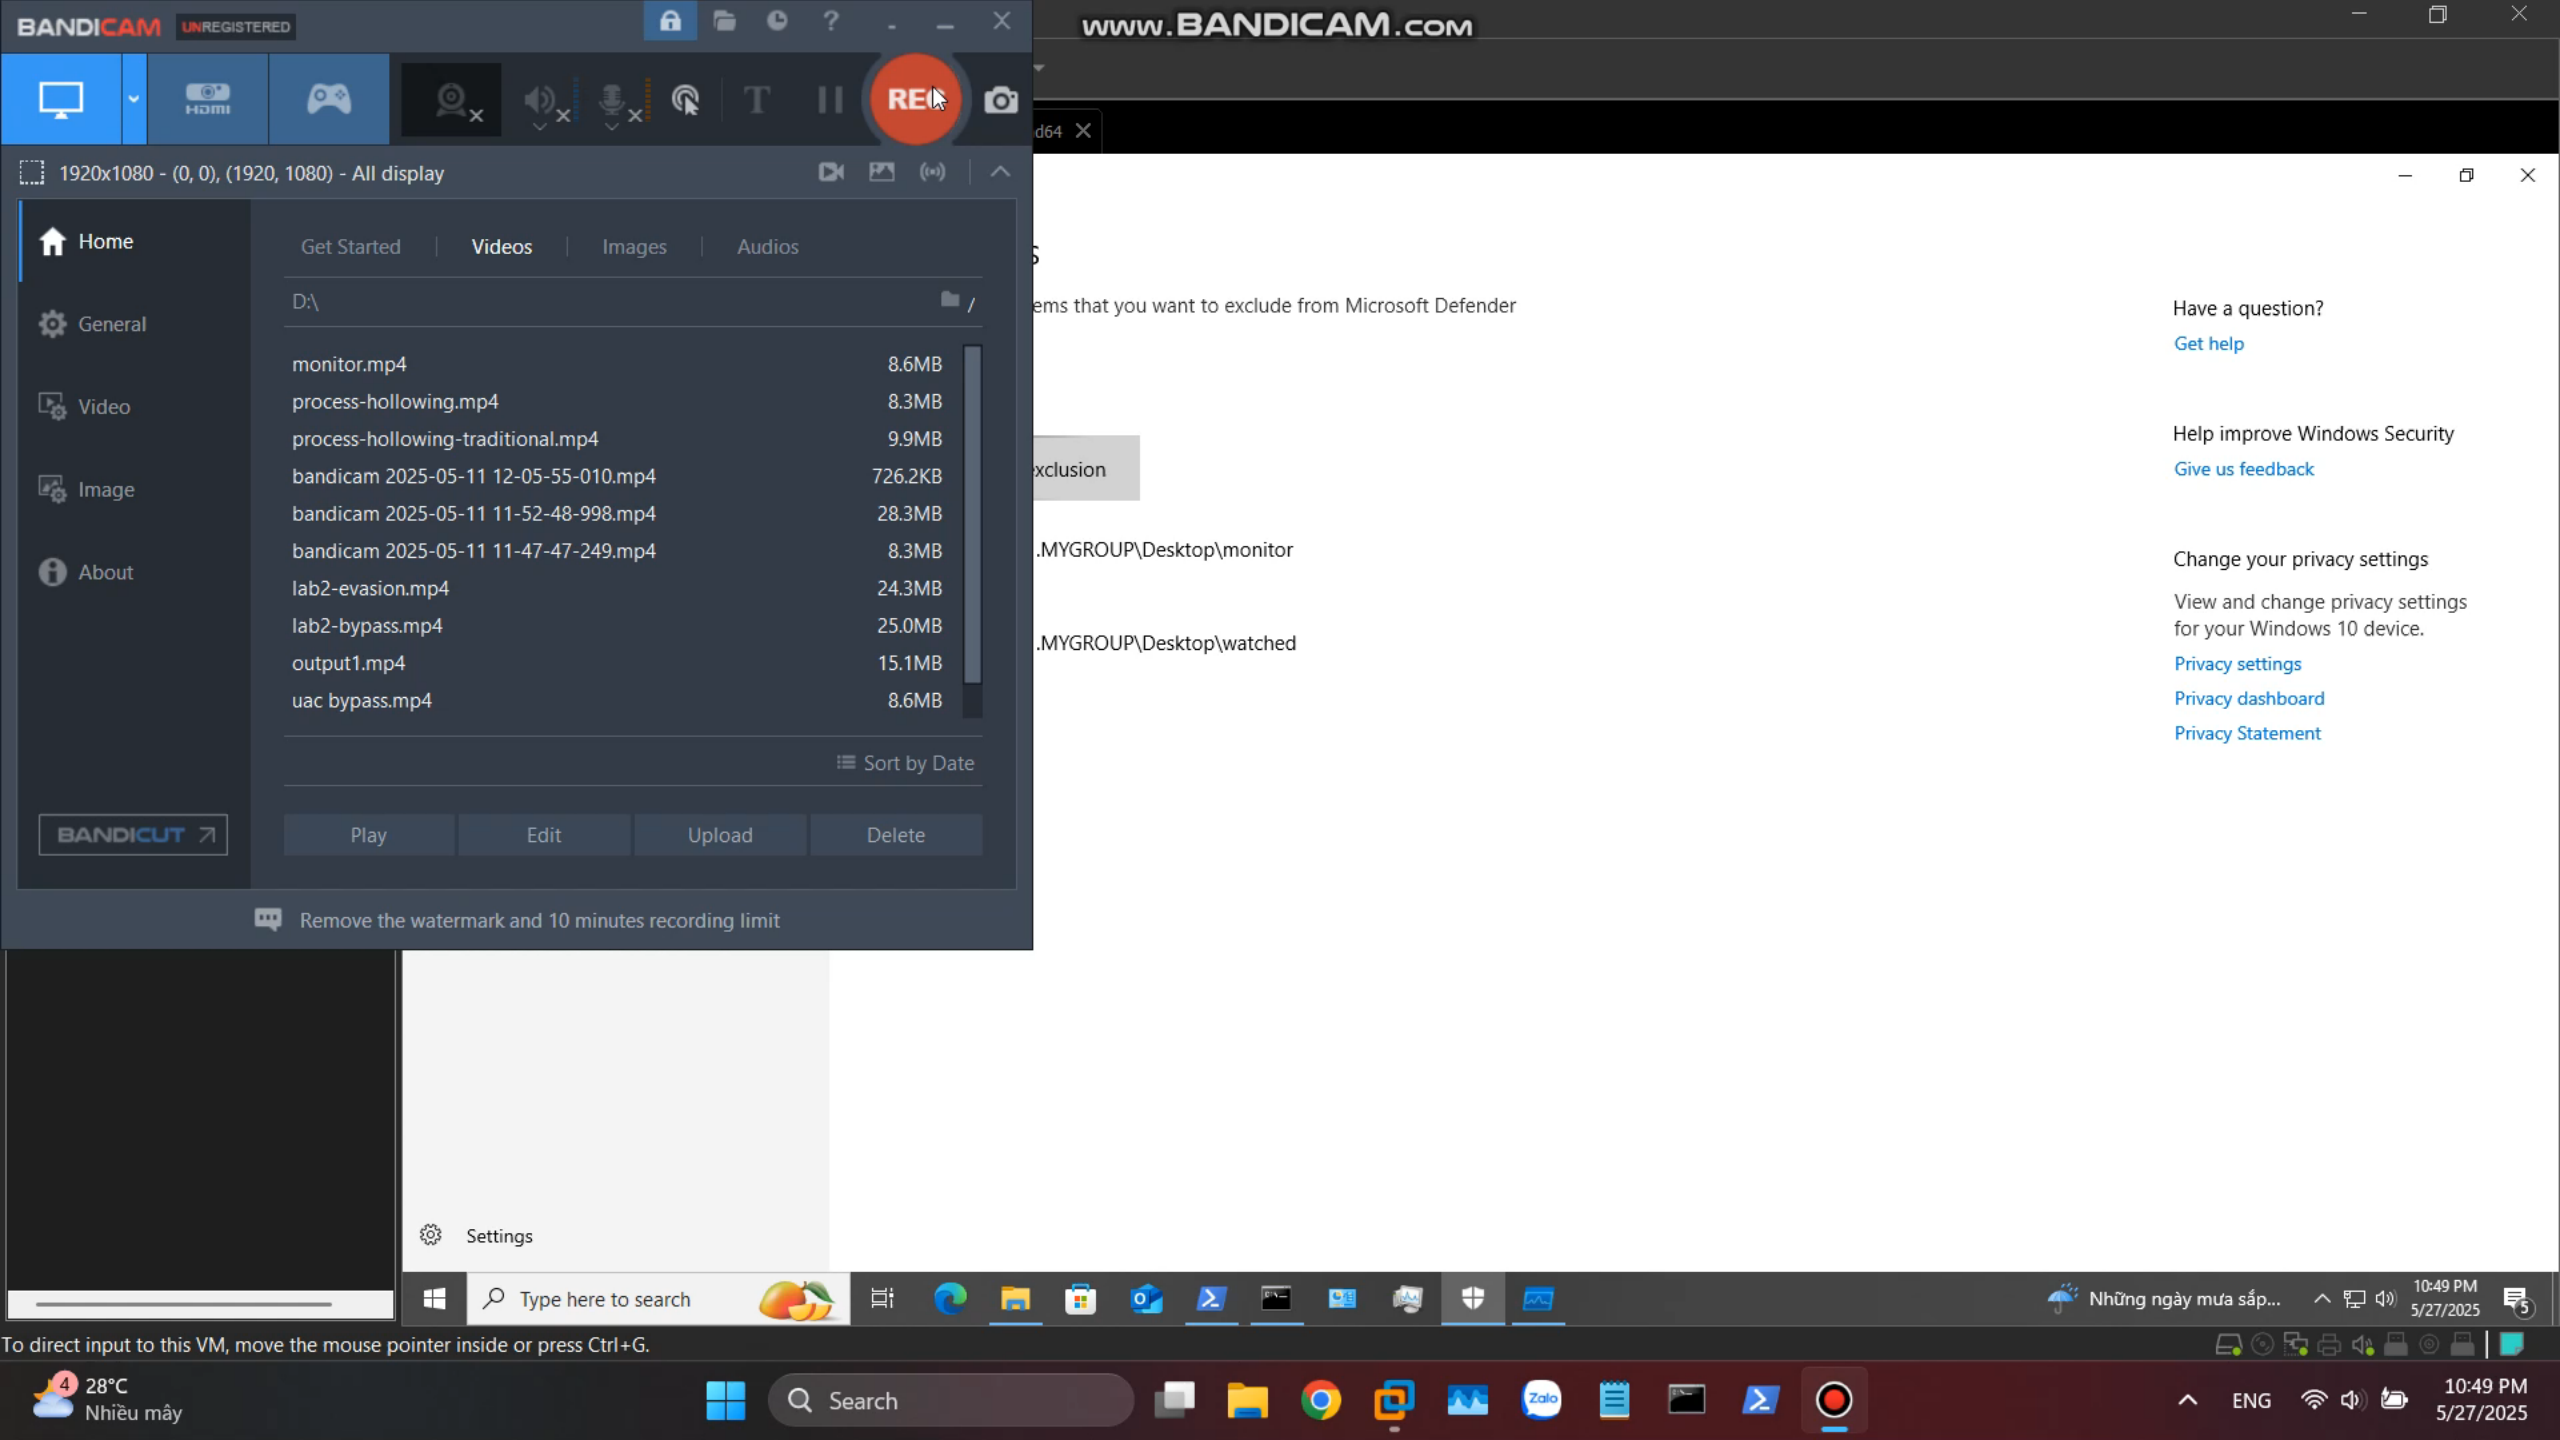 BANDICAM UNREGISTERED
www.BANDICAM.com
HDMI
T
REC
d64
1920x1080 - (0, 0), (1920, 1080) - All display
Home
General
Video
Image
About
BANDICUT
Get Started
Videos
Images
Audios
D:\
/
monitor.mp4 8.6MB
process-hollowing.mp4 8.3MB
process-hollowing-traditional.mp4 9.9MB
bandicam 2025-05-11 12-05-55-010.mp4 726.2KB
bandicam 2025-05-11 11-52-48-998.mp4 28.3MB
bandicam 2025-05-11 11-47-47-249.mp4 8.3MB
lab2-evasion.mp4 24.3MB
lab2-bypass.mp4 25.0MB
output1.mp4 15.1MB
uac bypass.mp4 8.6MB
Sort by Date
Play
Edit
Upload
Delete
Remove the watermark and 10 minutes recording limit
s
ems that you want to exclude from Microsoft Defender
exclusion
.MYGROUP\Desktop\monitor
.MYGROUP\Desktop\watched
Have a question?
Get help
Help improve Windows Security
Give us feedback
Change your privacy settings
View and change privacy settings
for your Windows 10 device.
Privacy settings
Privacy dashboard
Privacy Statement
Settings
Type here to search
Những ngày mưa sắp...
10:49 PM
5/27/2025
5
To direct input to this VM, move the mouse pointer inside or press Ctrl+G.
4
28°C
Nhiều mây
Search
Zalo
ENG
10:49 PM
5/27/2025